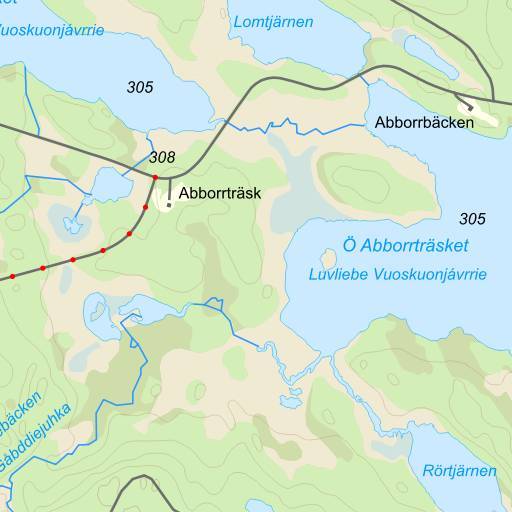 Lomtjärnen
Vuoskuonjávrrie
305
Abborrbäcken
308
Abborrträsk
305
Ö Abborrträsket
Luvliebe Vuoskuonjávrrie
bäcken
Gåbddiejuhka
Rörtjärnen